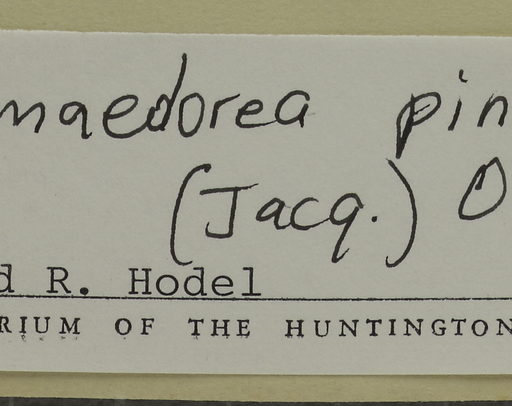 maedorea pin
(Jacq.) O
d R. Hodel
RIUM OF THE HUNTINGTON